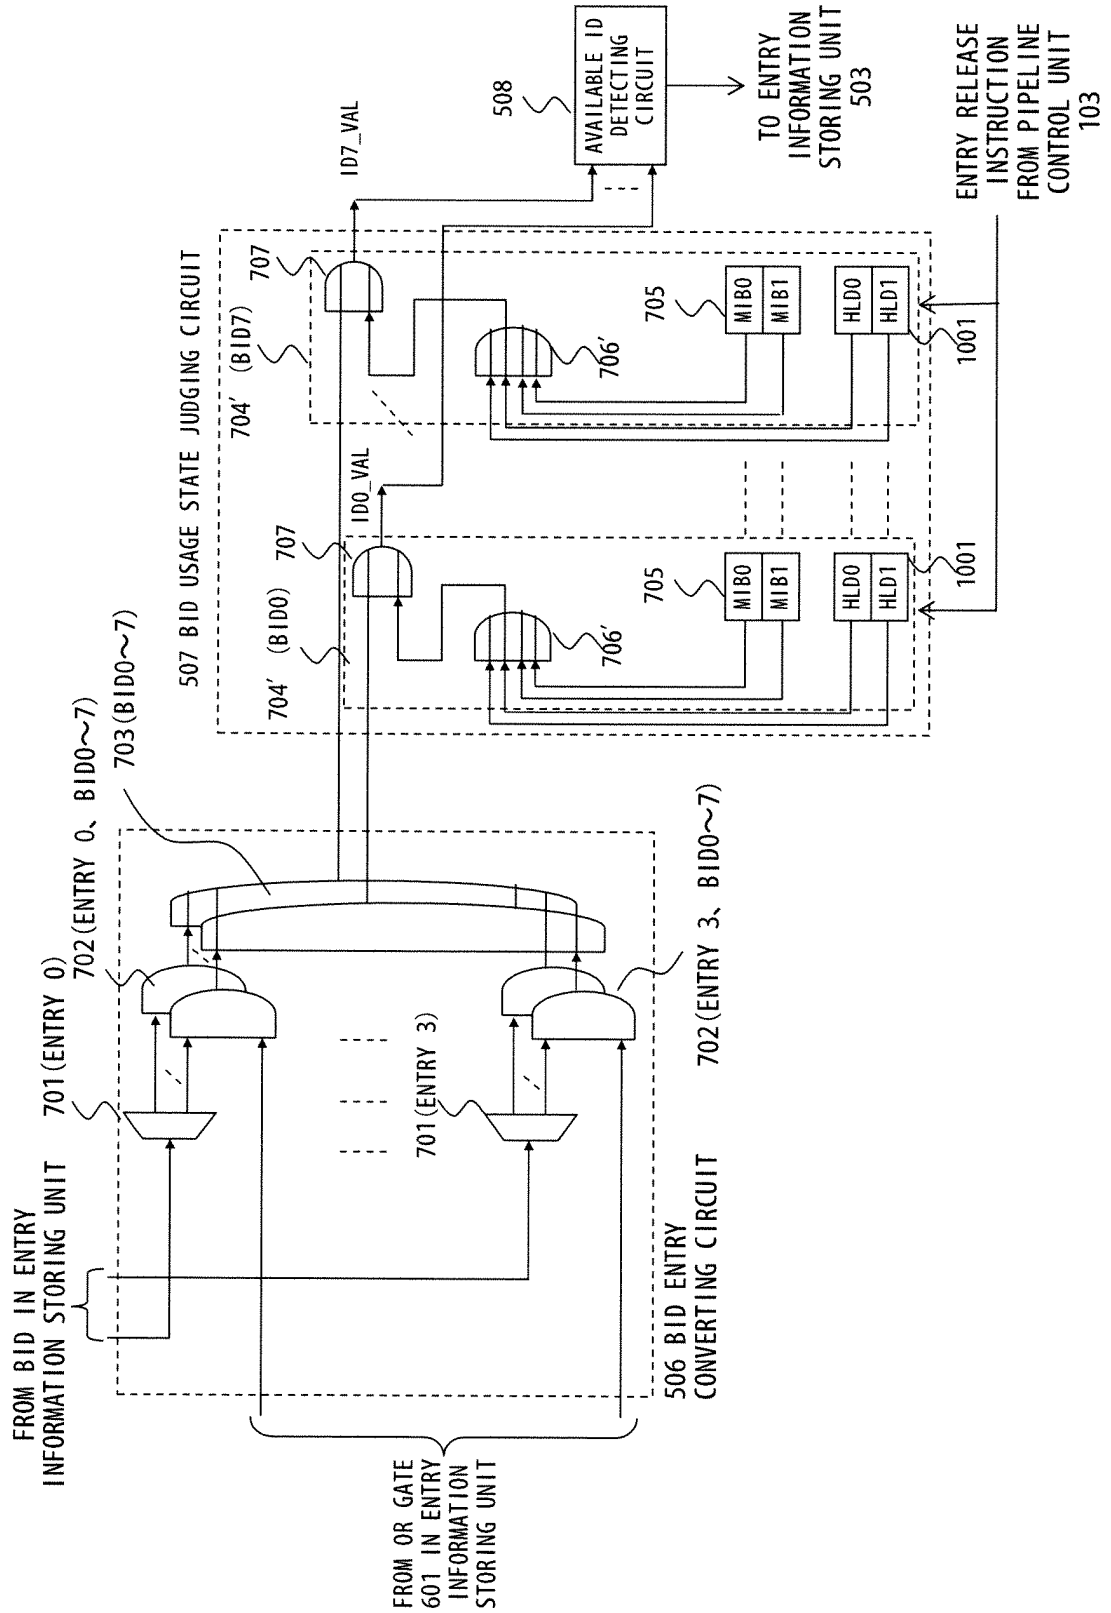 FROM BID IN ENTRY
INFORMATION STORING UNIT
701(ENTRY 0)
702(ENTRY 0、BID0〜7)
703(BID0〜7)
507 BID USAGE STATE JUDGING CIRCUIT
704' (BID0)
707
ID0_VAL
704' (BID7)
707
ID7_VAL
508
AVAILABLE ID
DETECTING
CIRCUIT
TO ENTRY
INFORMATION
STORING UNIT
503
706'
705
MIB0
MIB1
HLD0
HLD1
1001
706'
705
MIB0
MIB1
HLD0
HLD1
1001
ENTRY RELEASE
INSTRUCTION
FROM PIPELINE
CONTROL UNIT
103
701(ENTRY 3)
702(ENTRY 3、BID0〜7)
506 BID ENTRY
CONVERTING CIRCUIT
FROM OR GATE
601 IN ENTRY
INFORMATION
STORING UNIT